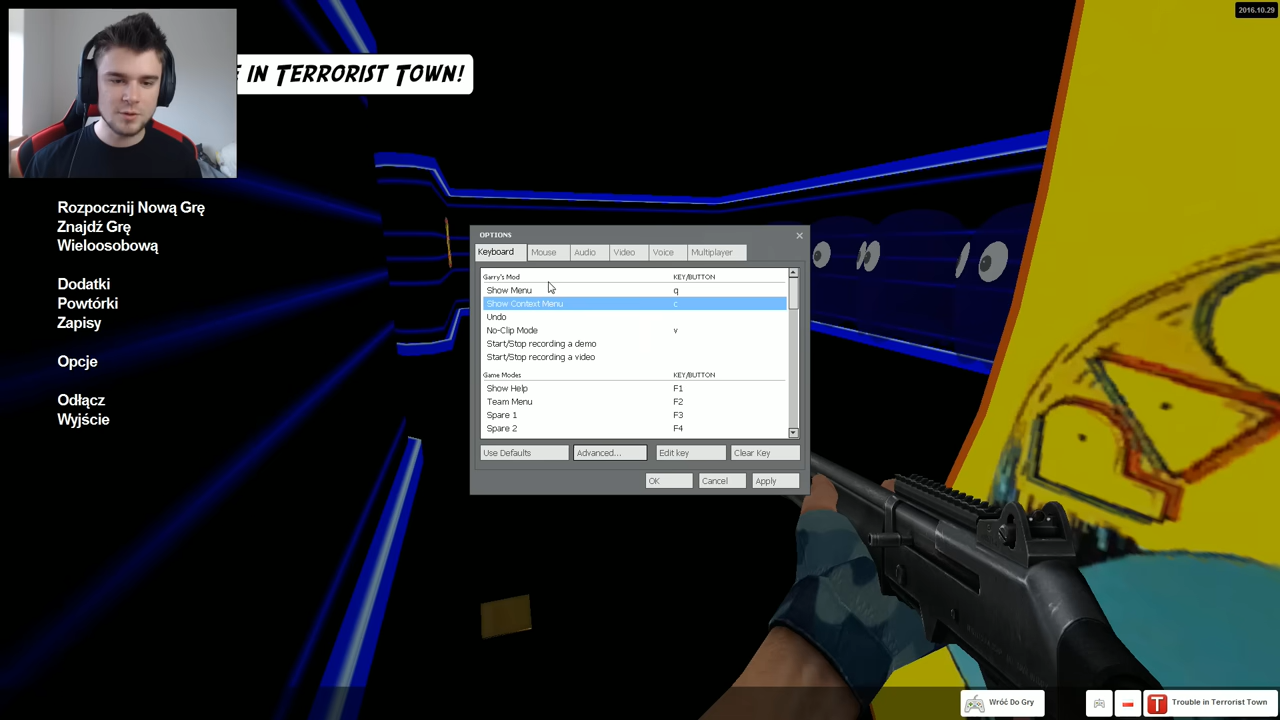 2016.10.29
IN TERRORIST TOWN!
Rozpocznij Nową Grę
Znajdź Grę
Wieloosobową
Dodatki
Powtórki
Zapisy
Opcje
Odłącz
Wyjście
OPTIONS
Keyboard Mouse Audio Video Voice Multiplayer
Garry's Mod KEY/BUTTON
Show Menu q
Show Context Menu c
Undo
No-Clip Mode v
Start/Stop recording a demo
Start/Stop recording a video
Game Modes KEY/BUTTON
Show Help F1
Team Menu F2
Spare 1 F3
Spare 2 F4
Use Defaults Advanced... Edit key Clear Key
OK Cancel Apply
Wróć Do Gry
T Trouble in Terrorist Town